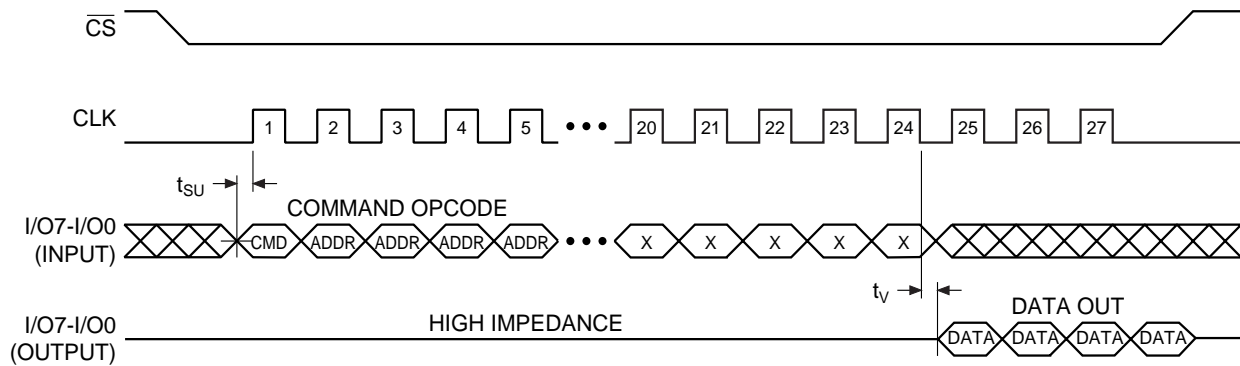 CS
CLK
1 2 3 4 5 ••• 20 21 22 23 24 25 26 27
tSU
COMMAND OPCODE
I/O7-I/O0
(INPUT)
CMD ADDR ADDR ADDR ADDR ••• X X X X X
tV
I/O7-I/O0
(OUTPUT)
HIGH IMPEDANCE
DATA OUT
DATA DATA DATA DATA